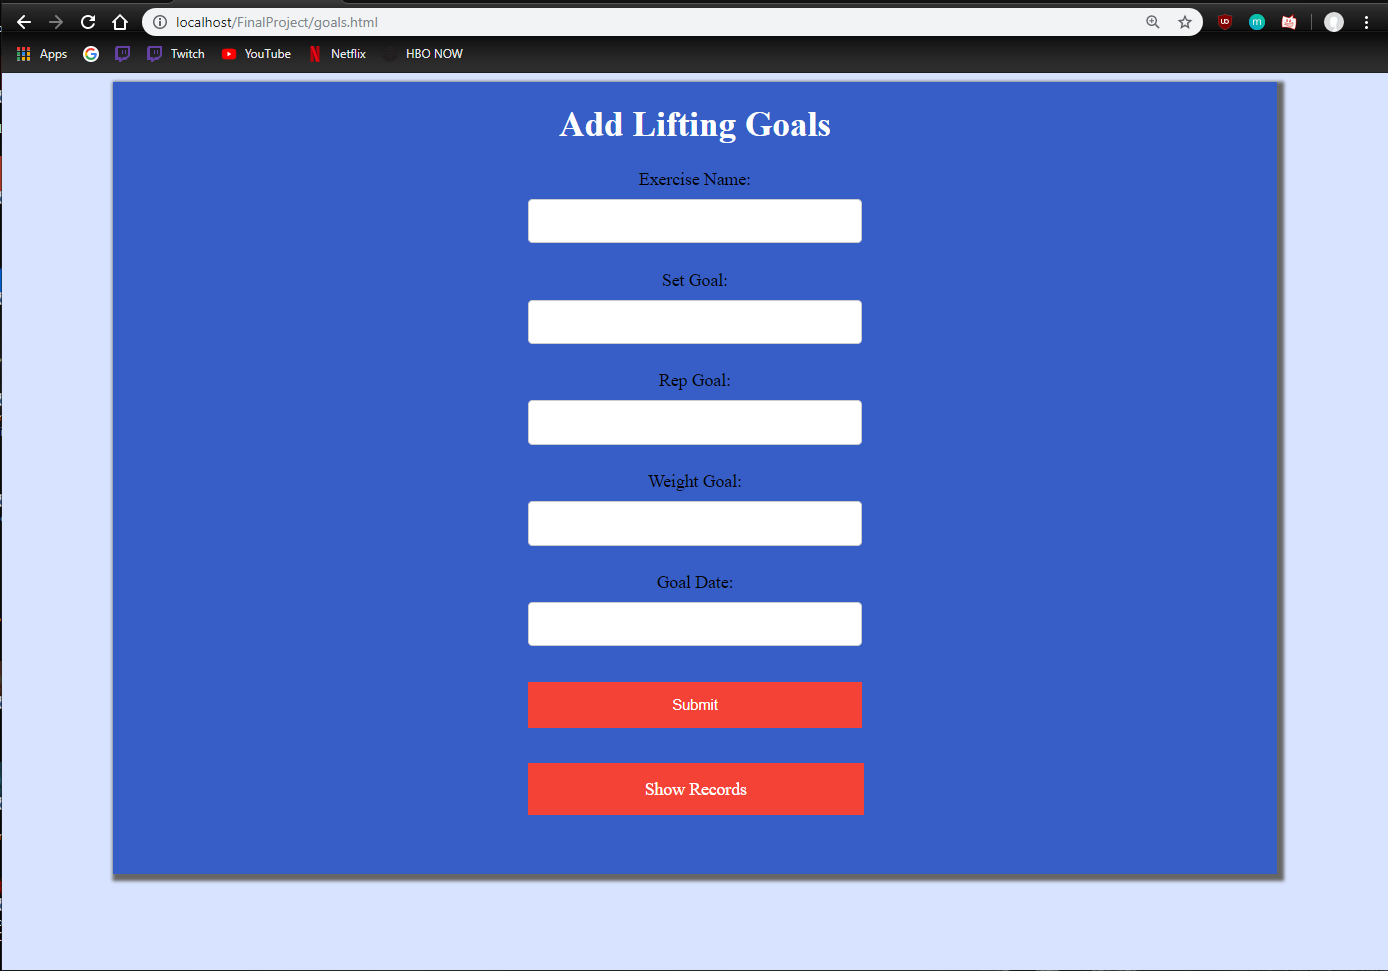 localhost/FinalProject/goals.html
Apps Twitch YouTube Netflix HBO NOW
Add Lifting Goals
Exercise Name:
Set Goal:
Rep Goal:
Weight Goal:
Goal Date:
Submit
Show Records